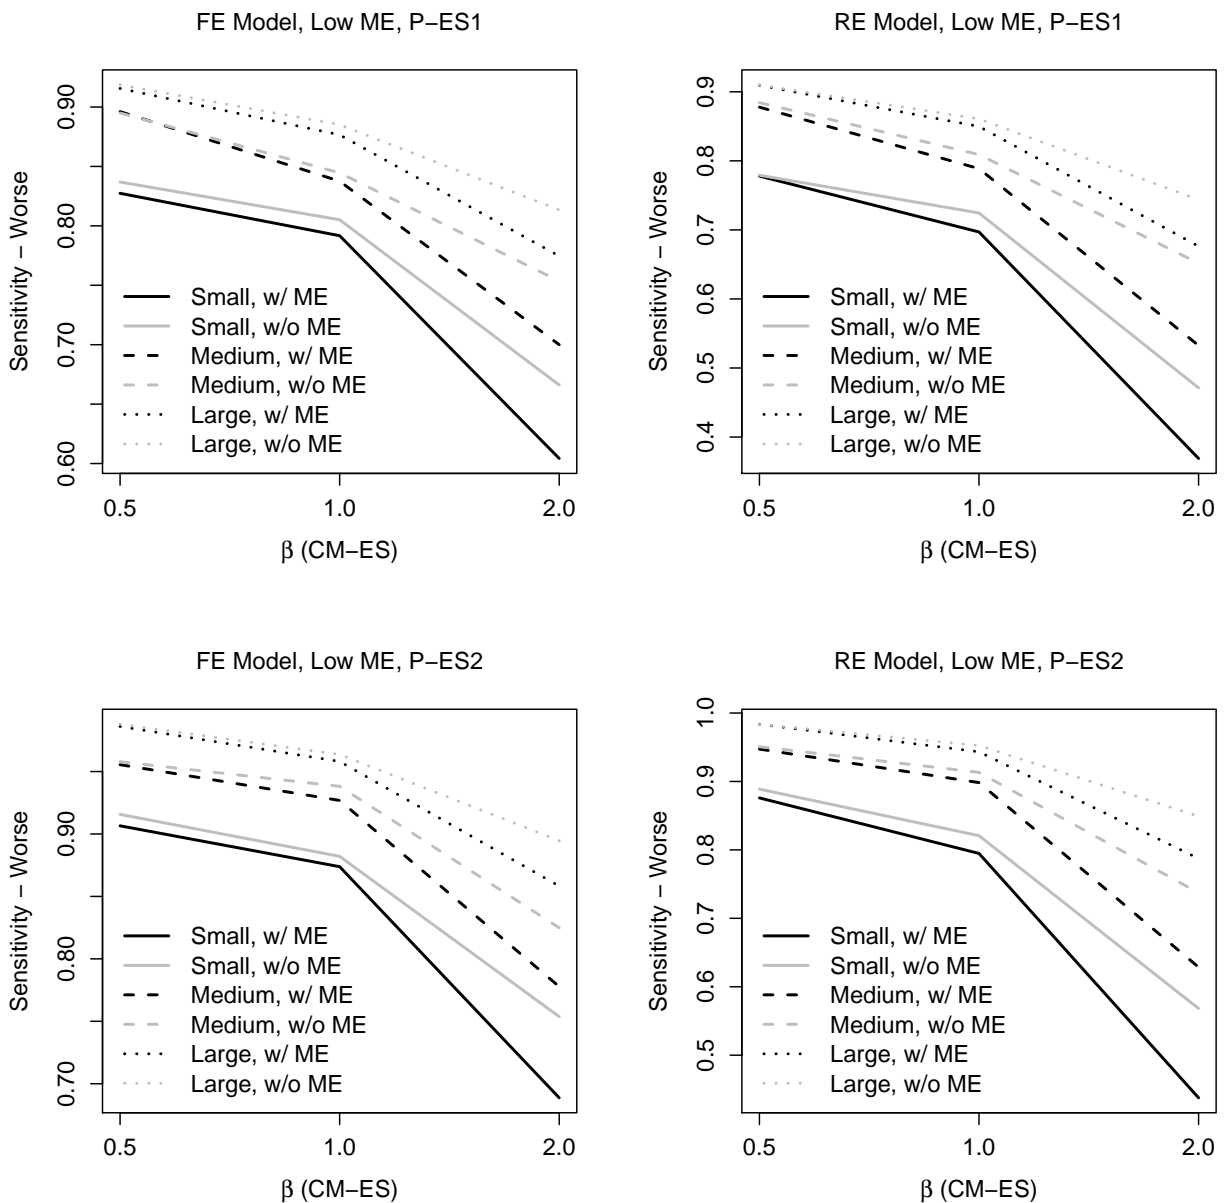 FE Model, Low ME, P−ES1
Sensitivity − Worse
0.90
0.80
0.70
0.60
Small, w/ ME
Small, w/o ME
Medium, w/ ME
Medium, w/o ME
Large, w/ ME
Large, w/o ME
0.5 1.0 2.0
β (CM−ES)
RE Model, Low ME, P−ES1
Sensitivity − Worse
0.9
0.8
0.7
0.6
0.5
0.4
Small, w/ ME
Small, w/o ME
Medium, w/ ME
Medium, w/o ME
Large, w/ ME
Large, w/o ME
0.5 1.0 2.0
β (CM−ES)
FE Model, Low ME, P−ES2
Sensitivity − Worse
0.90
0.80
0.70
Small, w/ ME
Small, w/o ME
Medium, w/ ME
Medium, w/o ME
Large, w/ ME
Large, w/o ME
0.5 1.0 2.0
β (CM−ES)
RE Model, Low ME, P−ES2
Sensitivity − Worse
1.0
0.9
0.8
0.7
0.6
0.5
Small, w/ ME
Small, w/o ME
Medium, w/ ME
Medium, w/o ME
Large, w/ ME
Large, w/o ME
0.5 1.0 2.0
β (CM−ES)